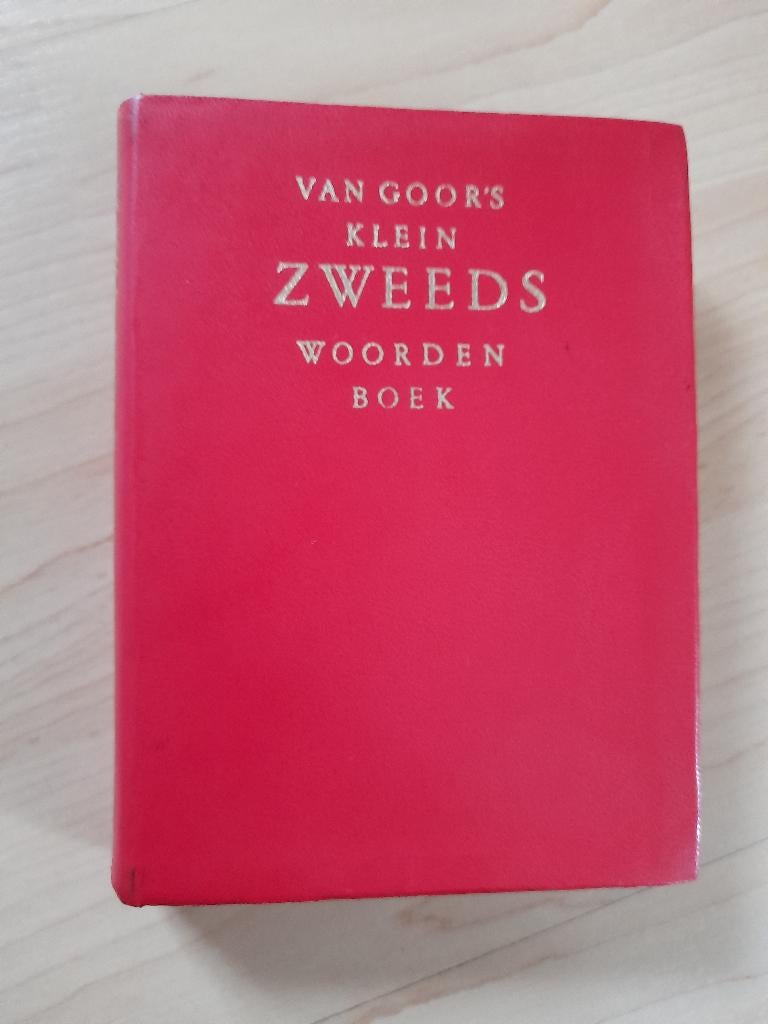 VAN GOOR'S
KLEIN
ZWEEDS
WOORDEN
BOEK